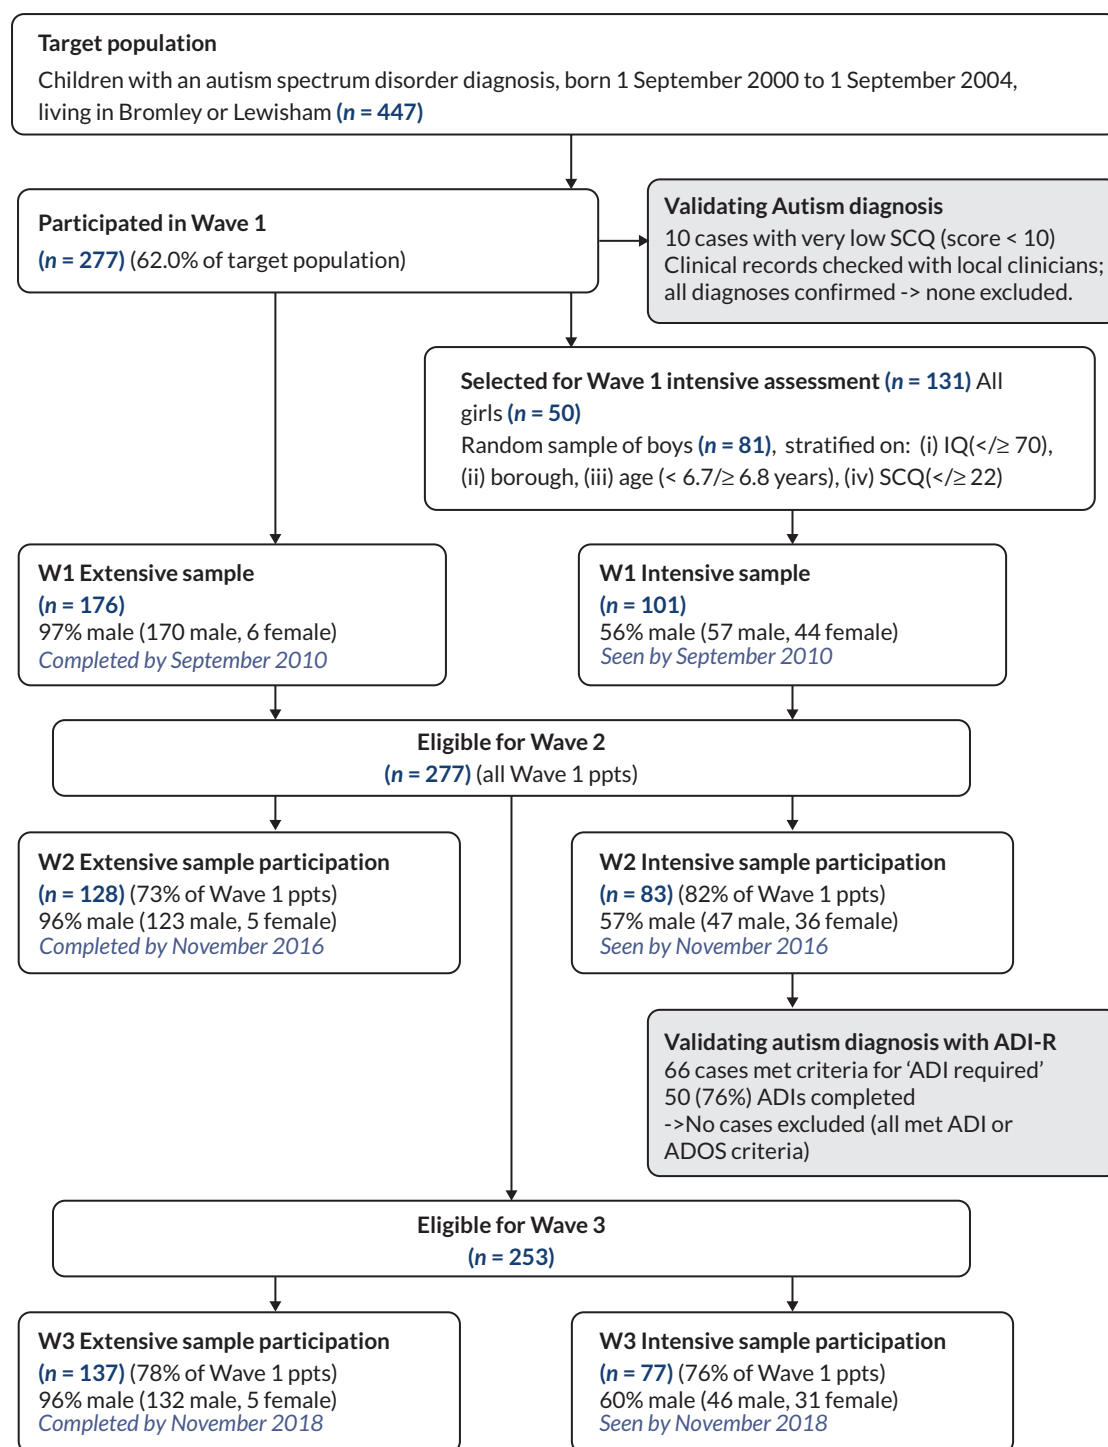 Target population
Children with an autism spectrum disorder diagnosis, born 1 September 2000 to 1 September 2004,
living in Bromley or Lewisham (n = 447)
Participated in Wave 1
(n = 277) (62.0% of target population)
Validating Autism diagnosis
10 cases with very low SCQ (score < 10)
Clinical records checked with local clinicians;
all diagnoses confirmed -> none excluded.
Selected for Wave 1 intensive assessment (n = 131) All
girls (n = 50)
Random sample of boys (n = 81), stratified on: (i) IQ(</≥ 70),
(ii) borough, (iii) age (< 6.7/≥ 6.8 years), (iv) SCQ(</≥ 22)
W1 Extensive sample
(n = 176)
97% male (170 male, 6 female)
Completed by September 2010
W1 Intensive sample
(n = 101)
56% male (57 male, 44 female)
Seen by September 2010
Eligible for Wave 2
(n = 277) (all Wave 1 ppts)
W2 Extensive sample participation
(n = 128) (73% of Wave 1 ppts)
96% male (123 male, 5 female)
Completed by November 2016
W2 Intensive sample participation
(n = 83) (82% of Wave 1 ppts)
57% male (47 male, 36 female)
Seen by November 2016
Validating autism diagnosis with ADI-R
66 cases met criteria for ‘ADI required’
50 (76%) ADIs completed
->No cases excluded (all met ADI or
ADOS criteria)
Eligible for Wave 3
(n = 253)
W3 Extensive sample participation
(n = 137) (78% of Wave 1 ppts)
96% male (132 male, 5 female)
Completed by November 2018
W3 Intensive sample participation
(n = 77) (76% of Wave 1 ppts)
60% male (46 male, 31 female)
Seen by November 2018